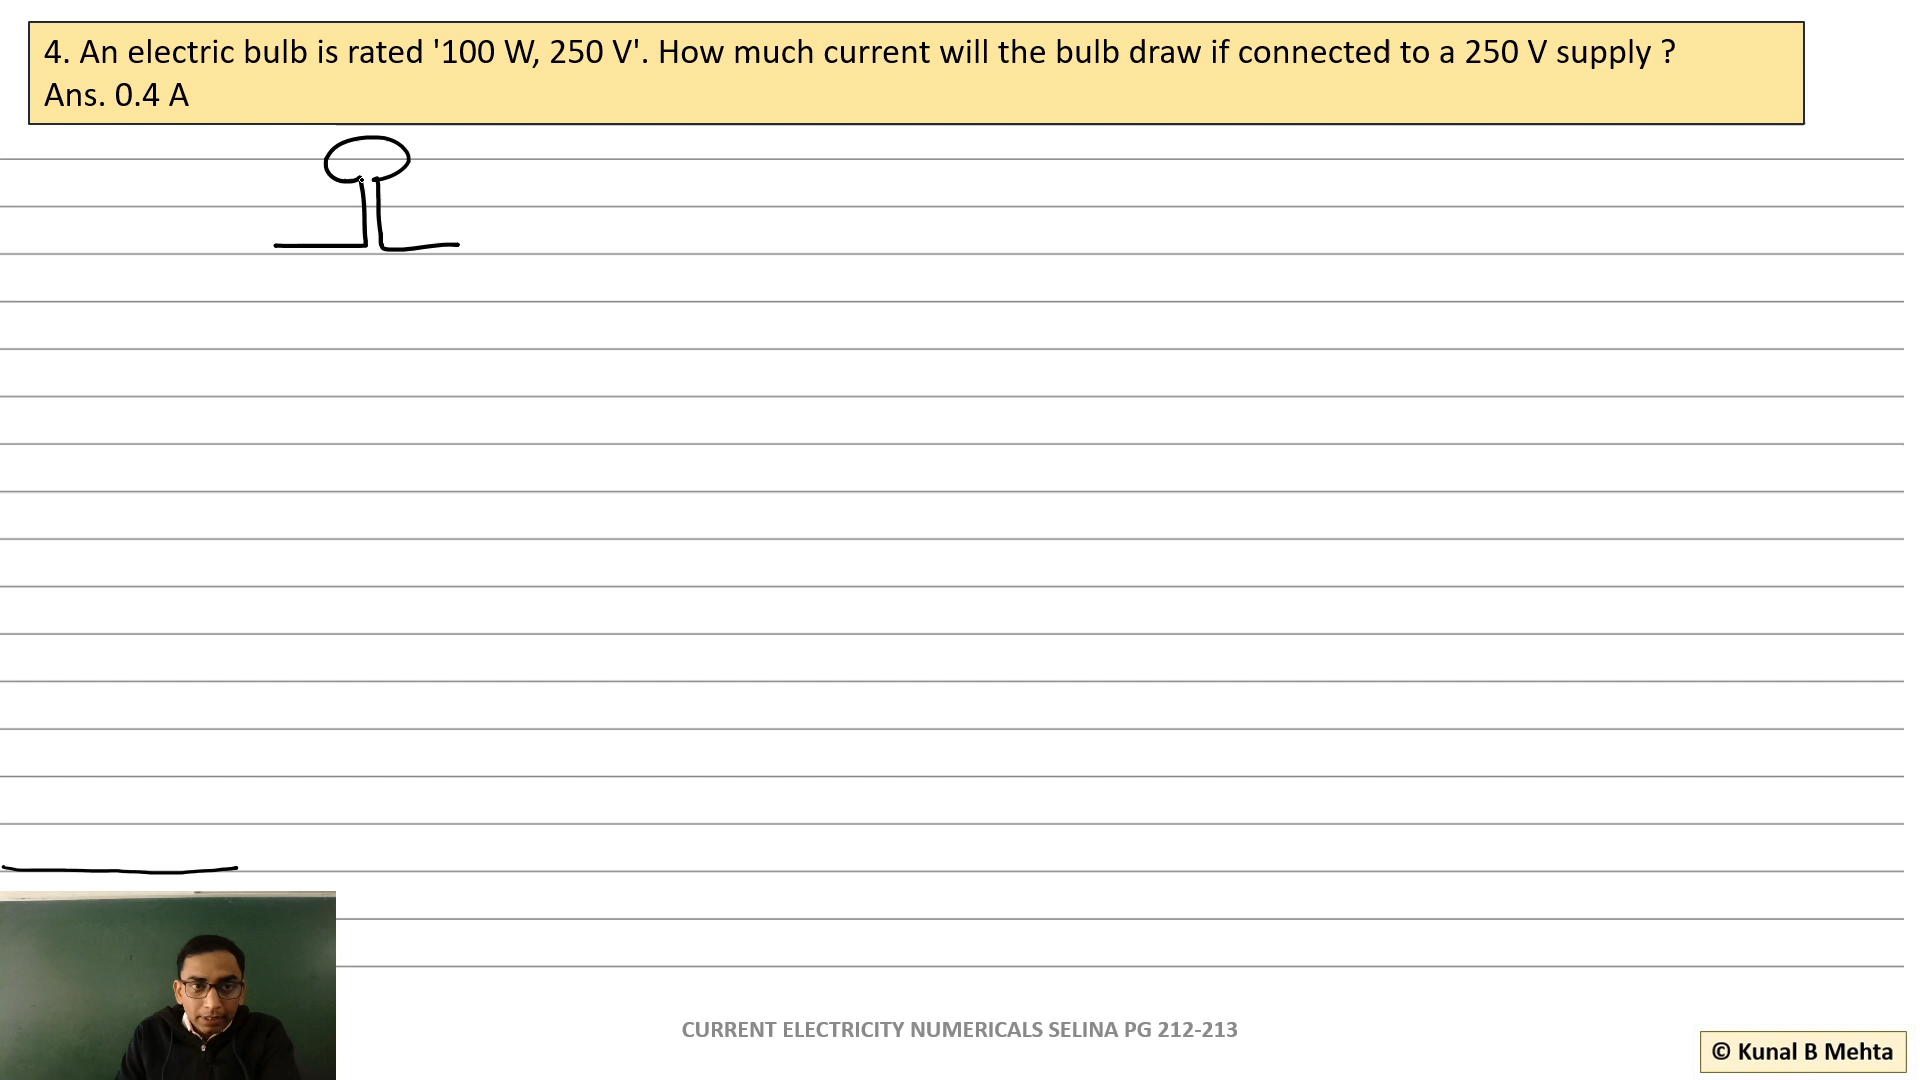 4. An electric bulb is rated '100 W, 250 V'. How much current will the bulb draw if connected to a 250 V supply ?
Ans. 0.4 A
CURRENT ELECTRICITY NUMERICALS SELINA PG 212-213
© Kunal B Mehta